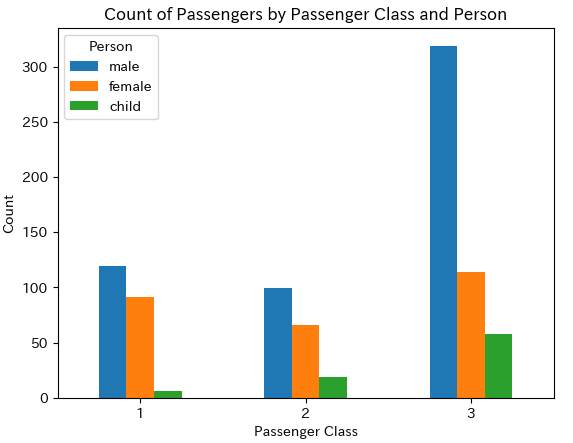 Count of Passengers by Passenger Class and Person
Person
male
female
child
300
250
200
150
100
50
0
Count
1 2 3
Passenger Class